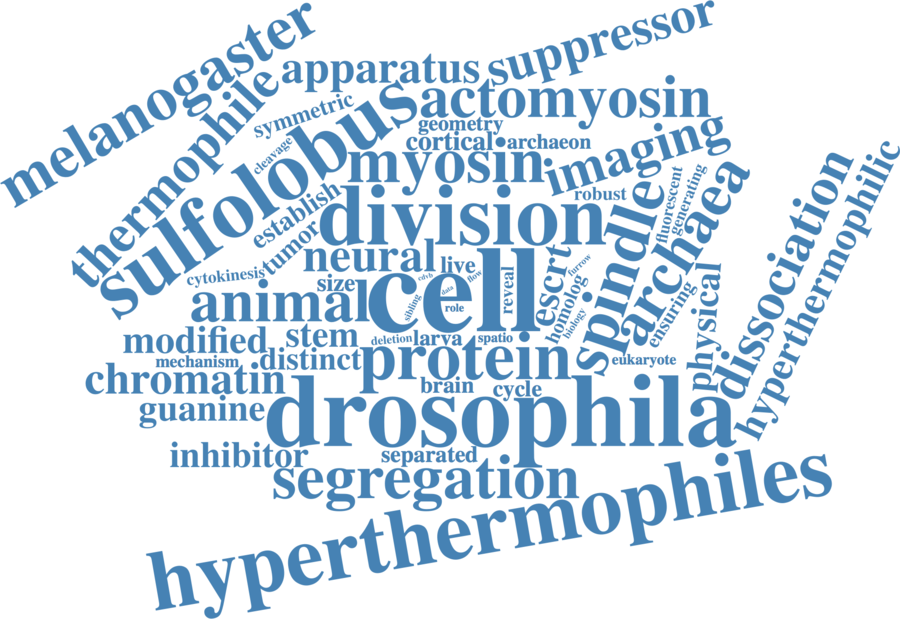 melanogaster
suppressor
apparatus
thermophile
symmetric
sulfolobus
actomyosin
geometry
cortical
archaeon
cleavage
myosin
imaging
establish
division
robust
fluorescent
generating
spindle
archaea
dissociation
hyperthermophilic
tumor
neural
live
escrt
furrow
cytokinesis
size
cell
cdvb
flow
data
role
sibling
reveal
homolog
biology
ensuring
physical
animal
modified
stem
deletion
larva
spatio
mechanism
distinct
protein
eukaryote
chromatin
brain
cycle
guanine
drosophila
inhibitor
separated
segregation
hyperthermophiles